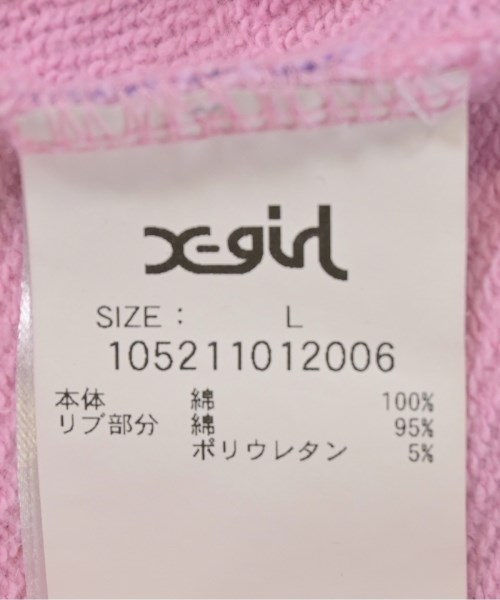 X-girl
SIZE : L
105211012006
本体 綿 100%
リブ部分 綿 95%
ポリウレタン 5%